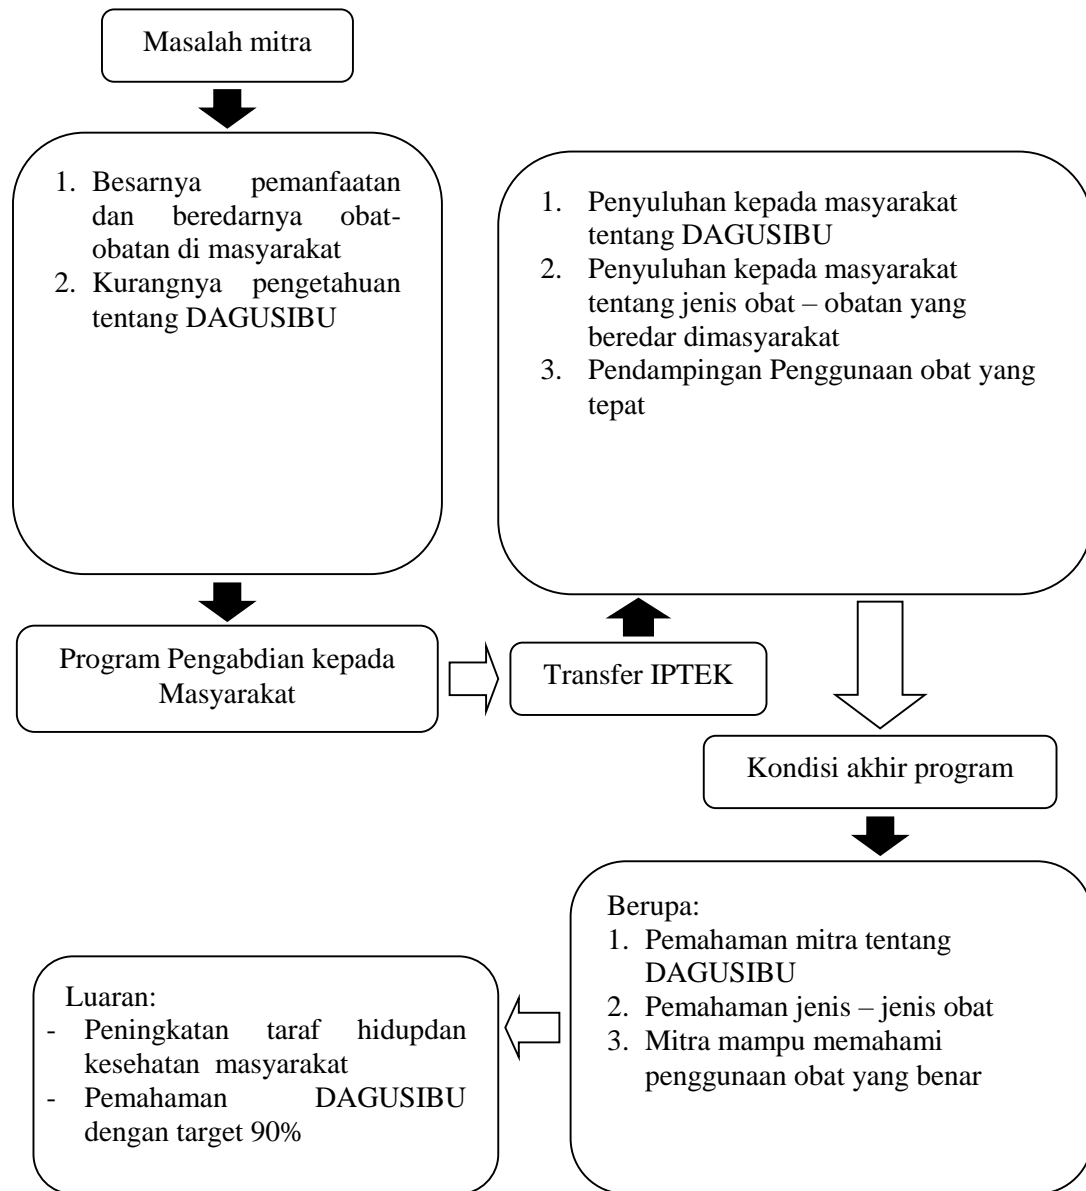 Masalah mitra
1. Besarnya pemanfaatan
dan beredarnya obat-
obatan di masyarakat
2. Kurangnya pengetahuan
tentang DAGUSIBU
Program Pengabdian kepada
Masyarakat
Transfer IPTEK
1. Penyuluhan kepada masyarakat
tentang DAGUSIBU
2. Penyuluhan kepada masyarakat
tentang jenis obat – obatan yang
beredar dimasyarakat
3. Pendampingan Penggunaan obat yang
tepat
Kondisi akhir program
Berupa:
1. Pemahaman mitra tentang
DAGUSIBU
2. Pemahaman jenis – jenis obat
3. Mitra mampu memahami
penggunaan obat yang benar
Luaran:
- Peningkatan taraf hidupdan
kesehatan masyarakat
- Pemahaman DAGUSIBU
dengan target 90%